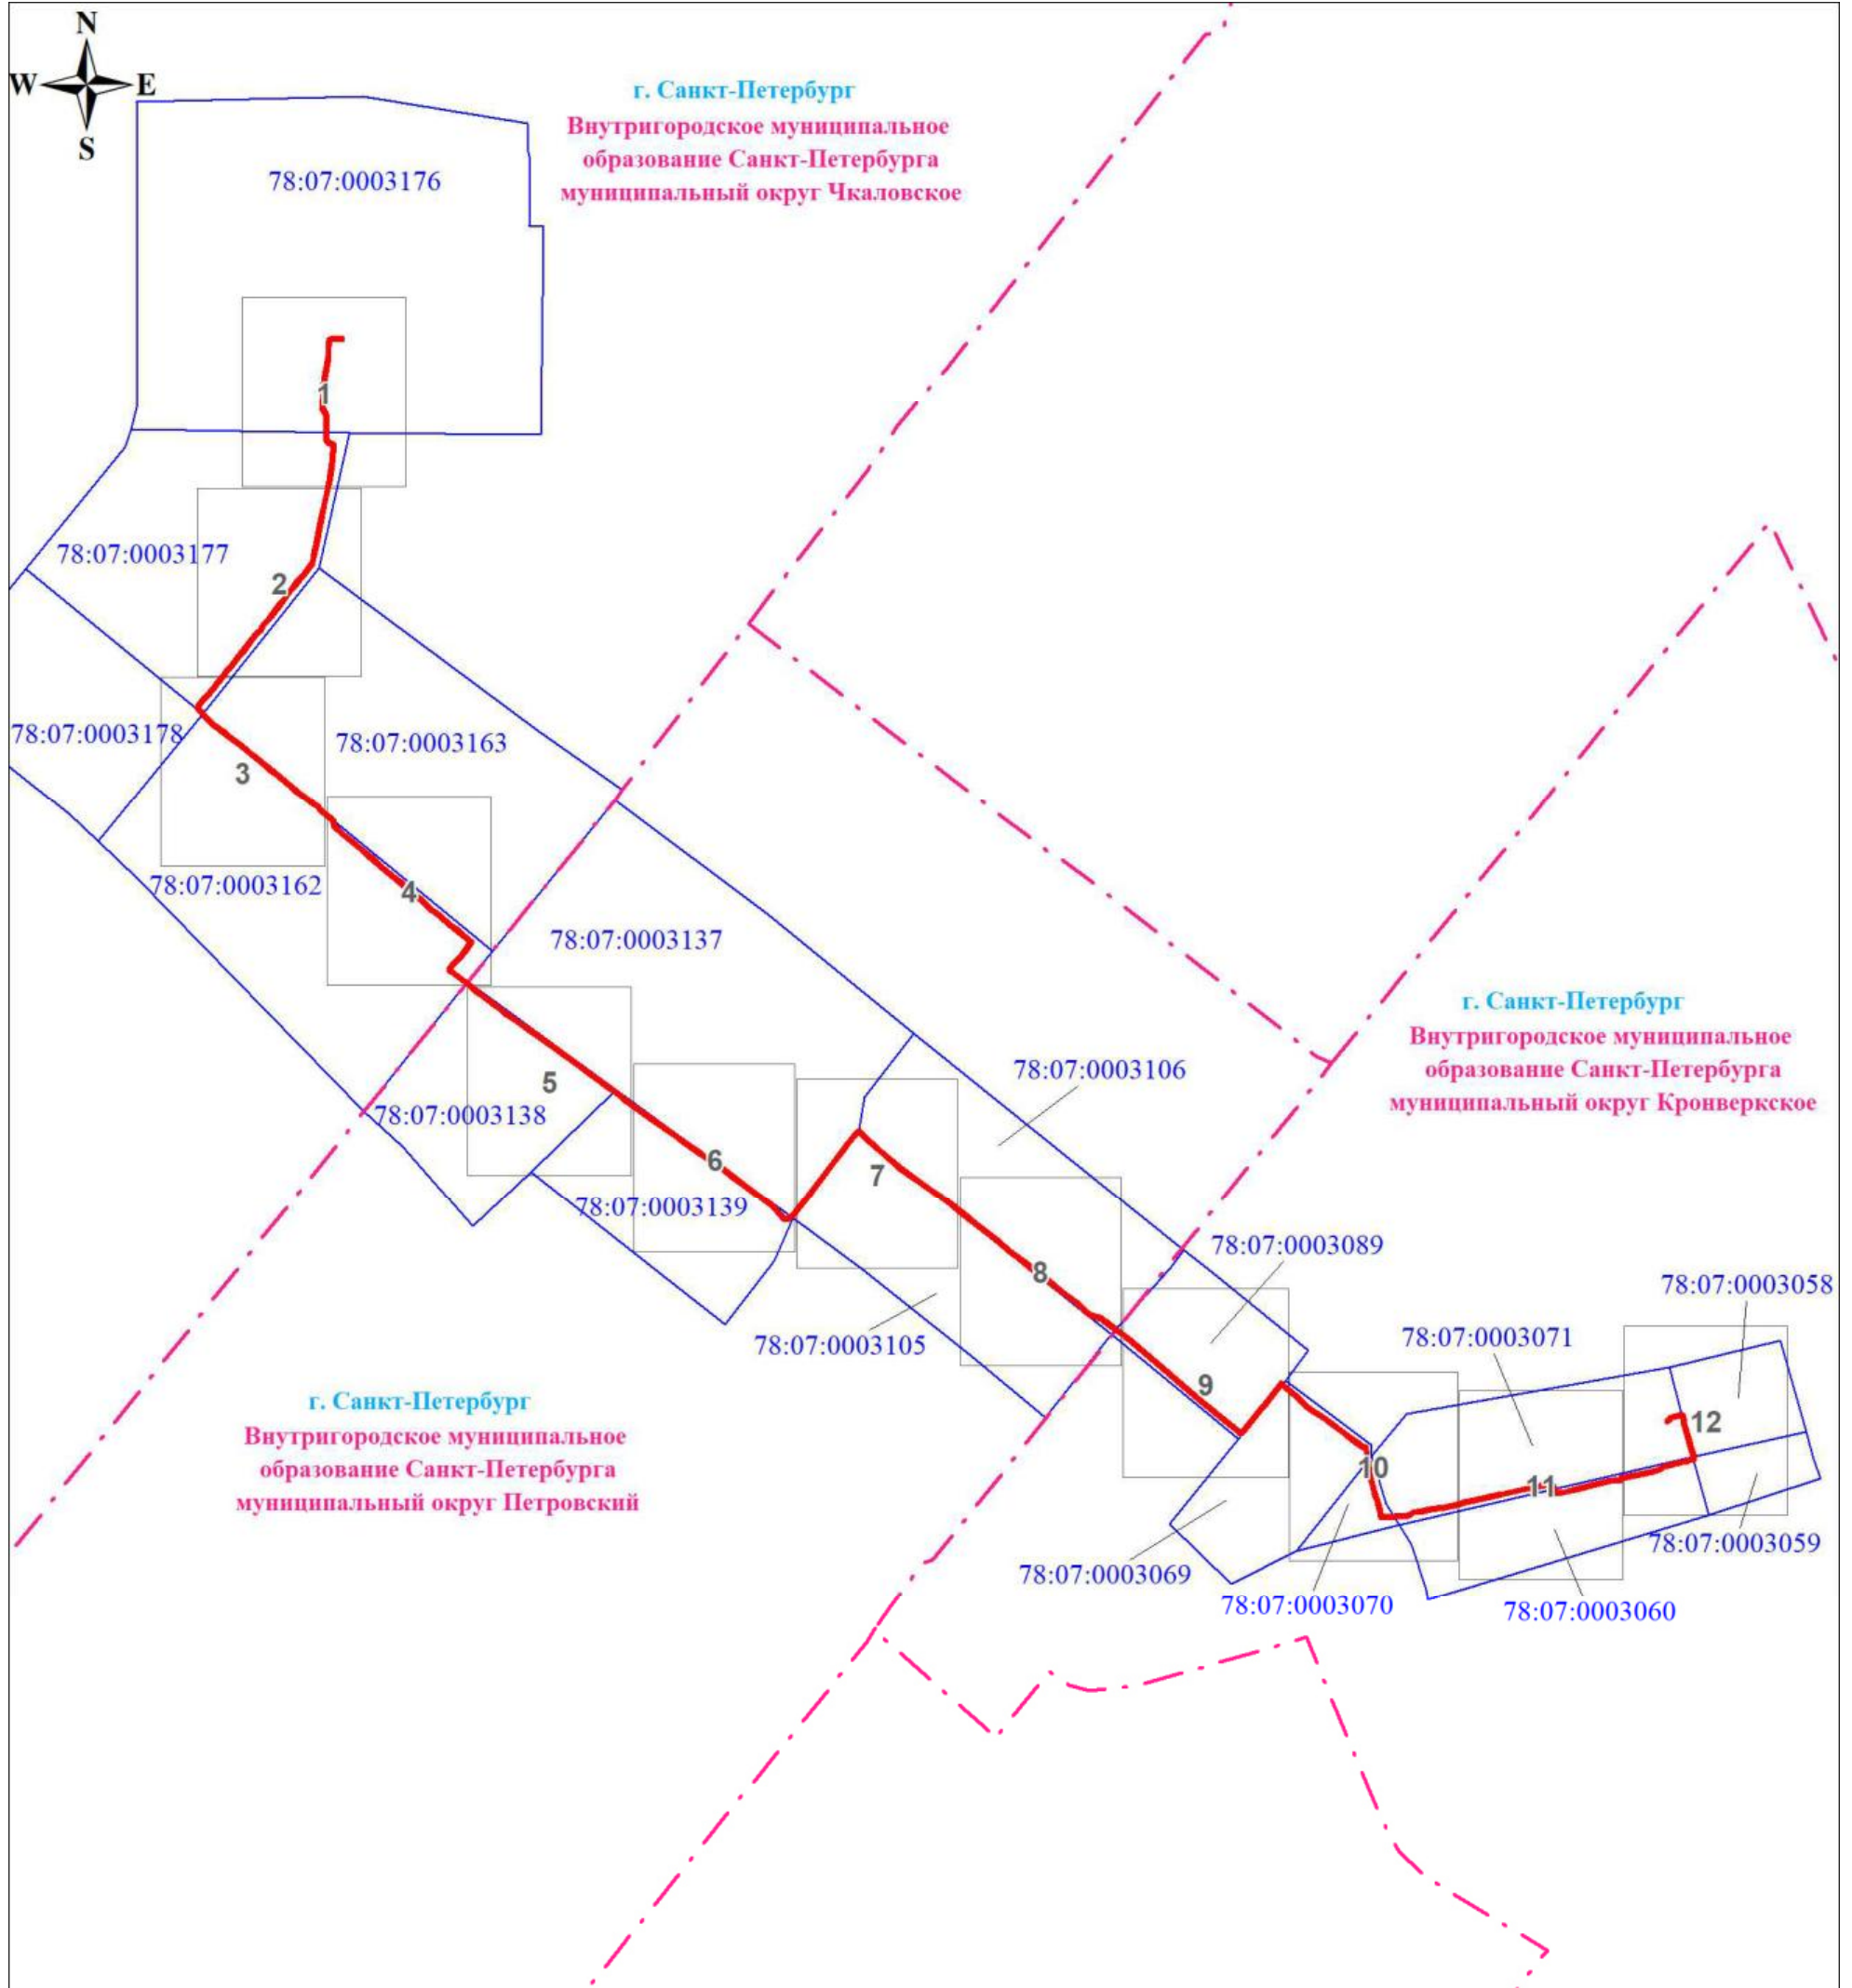 N
W
E
S
г. Санкт-Петербург
Внутригородское муниципальное
образование Санкт-Петербурга
муниципальный округ Чкаловское
78:07:0003176
1
78:07:0003177
2
78:07:0003178
78:07:0003163
3
78:07:0003162
4
78:07:0003137
г. Санкт-Петербург
Внутригородское муниципальное
образование Санкт-Петербурга
муниципальный округ Кронверкское
78:07:0003106
5
78:07:0003138
6
7
78:07:0003139
78:07:0003089
8
78:07:0003058
78:07:0003071
78:07:0003105
9
г. Санкт-Петербург
Внутригородское муниципальное
образование Санкт-Петербурга
муниципальный округ Петровский
12
10
11
78:07:0003059
78:07:0003069
78:07:0003070
78:07:0003060